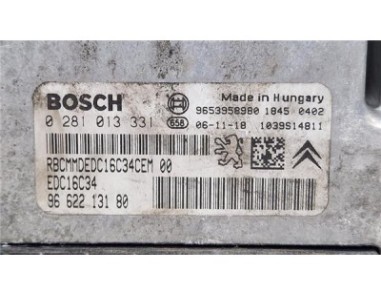 BOSCH
Made in Hungary
9653958980 1845 0402
0 281 013 331
658
06-11-18 1039S14811
RBCMMDEDC16C34CEM 00
EDC16C34
96 622 131 80